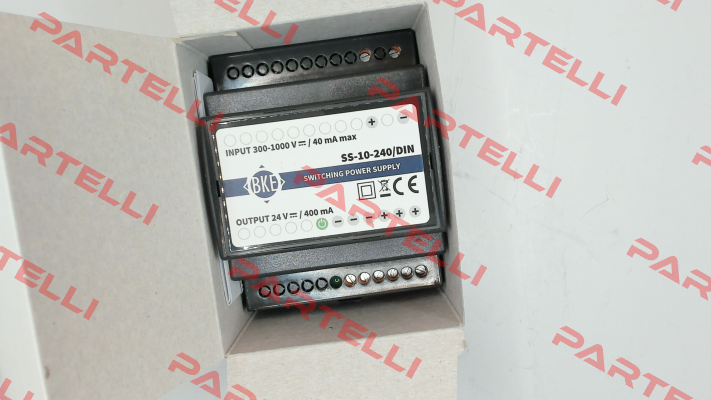 PARTELLI
PARTELLI
PARTELLI
+ −
INPUT 300-1000 V ⎓ / 40 mA max
SS-10-240/DIN
BKE
SWITCHING POWER SUPPLY
CE
OUTPUT 24 V ⎓ / 400 mA
− − − + + +
PARTELLI
PARTELLI
PARTELLI
PARTELLI
PARTELLI
PARTELLI